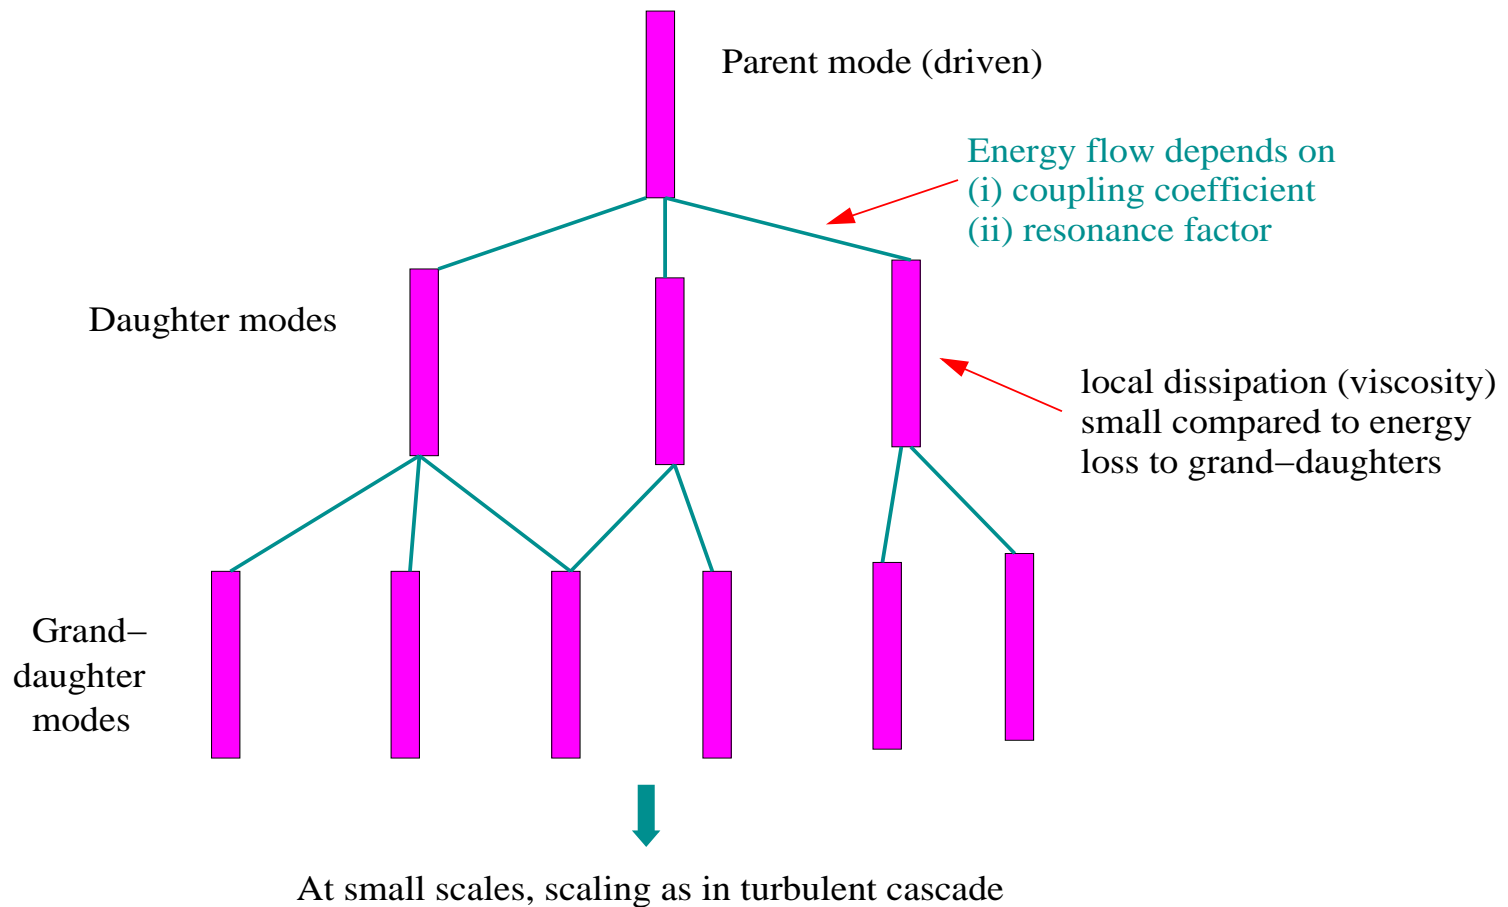 Parent mode (driven)
Energy flow depends on
(i) coupling coefficient
(ii) resonance factor
Daughter modes
local dissipation (viscosity)
small compared to energy
loss to grand−daughters
Grand−
daughter
modes
At small scales, scaling as in turbulent cascade